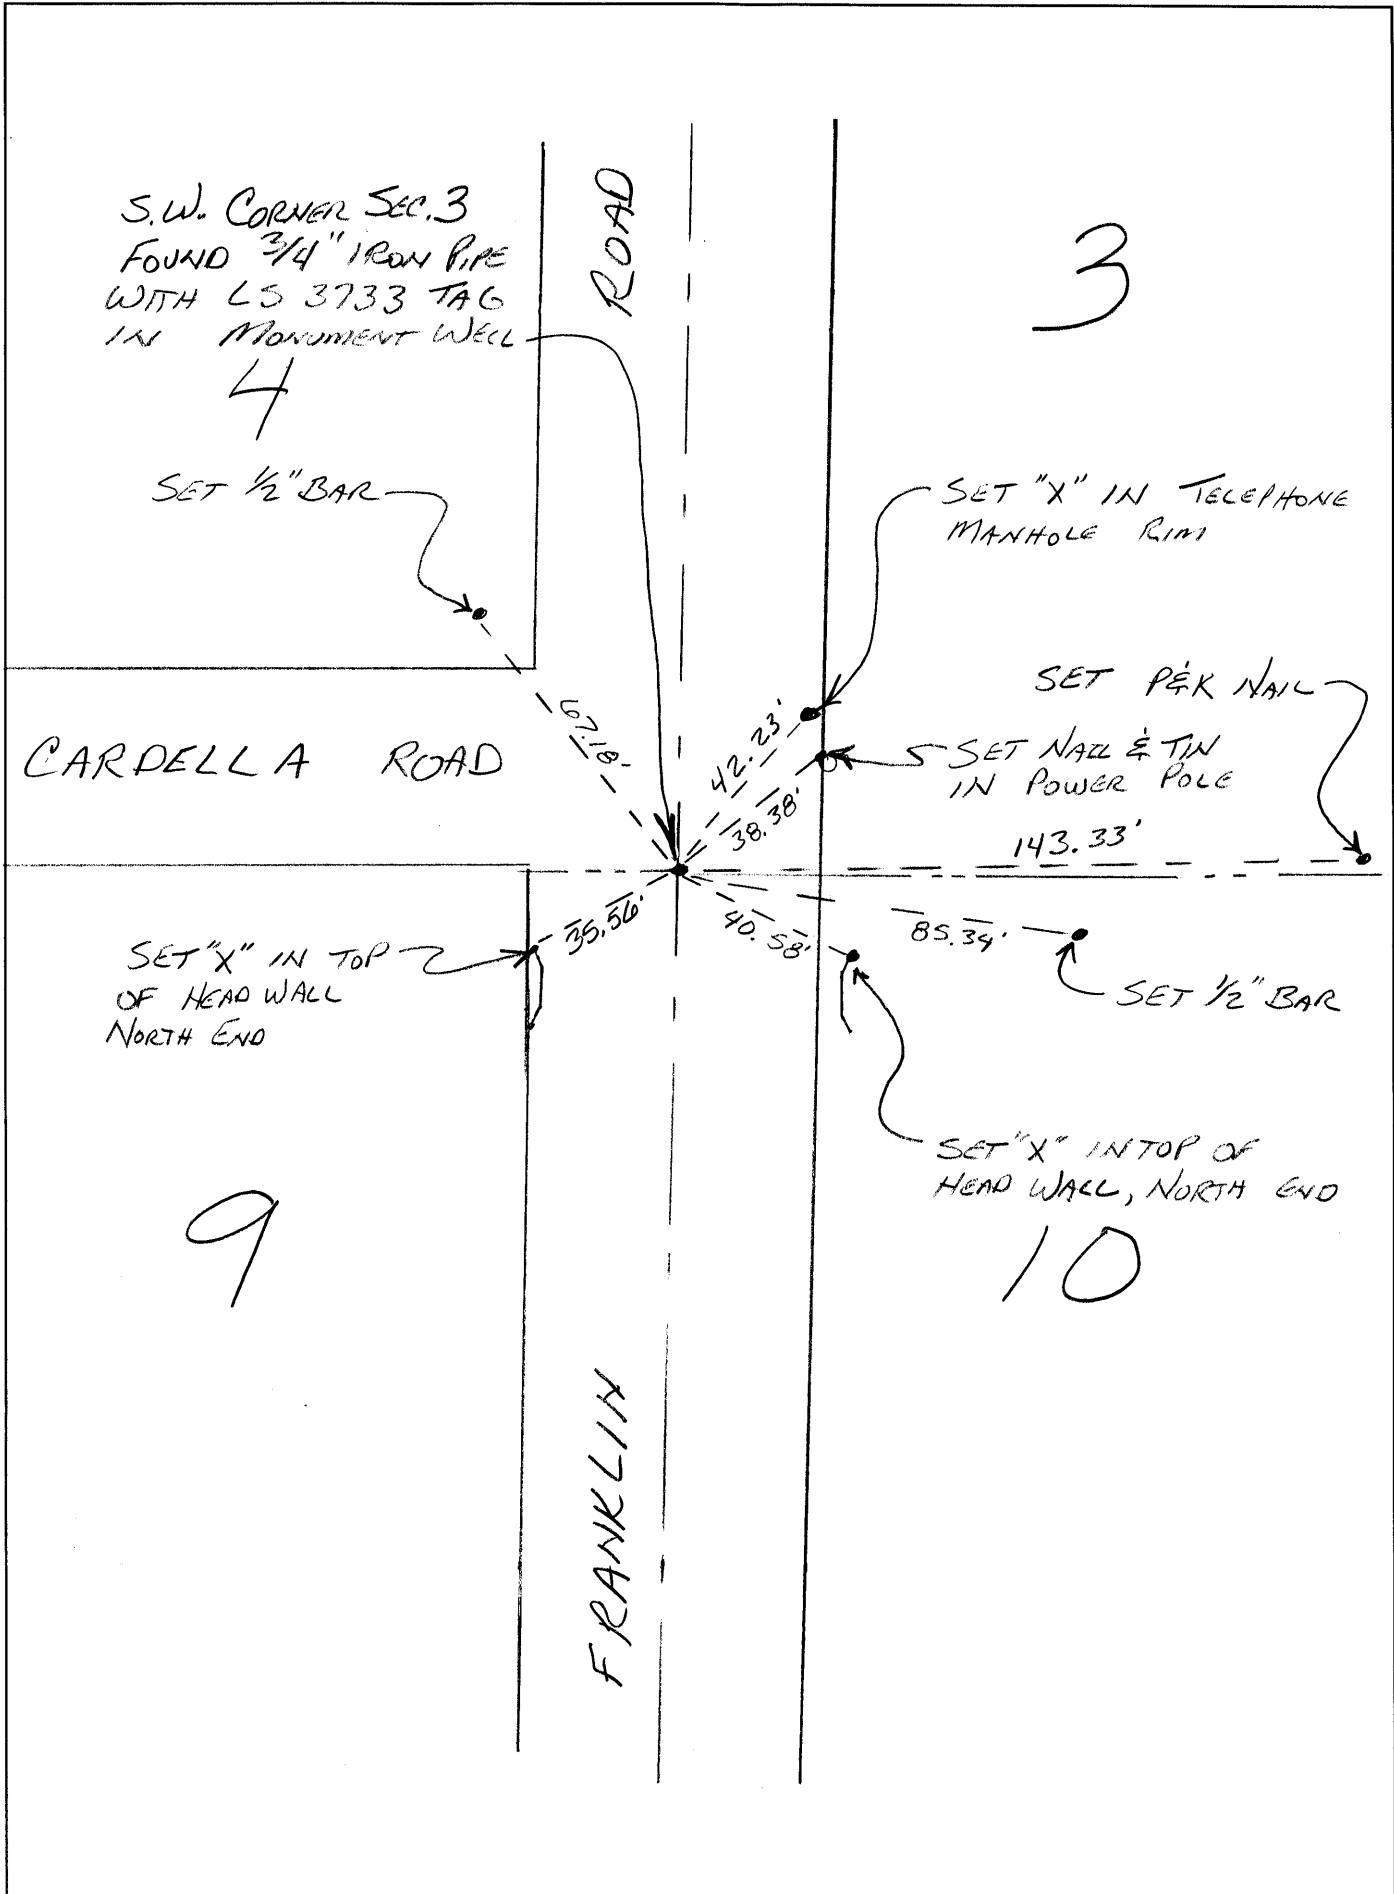 S.W. CORNER SEC. 3
FOUND 3/4" IRON PIPE
WITH LS 3733 TAG
IN MONUMENT WELL
4
ROAD
3
SET 1/2" BAR
SET "X" IN TELEPHONE
MANHOLE RIM
SET P&K NAIL
CARDELLA ROAD
67.18'
42.23'
38.38'
SET NAIL & TIN
IN POWER POLE
143.33'
35.56'
40.58'
85.34'
SET "X" IN TOP
OF HEAD WALL
NORTH END
SET 1/2" BAR
SET "X" IN TOP OF
HEAD WALL, NORTH END
9
10
FRANKLIN